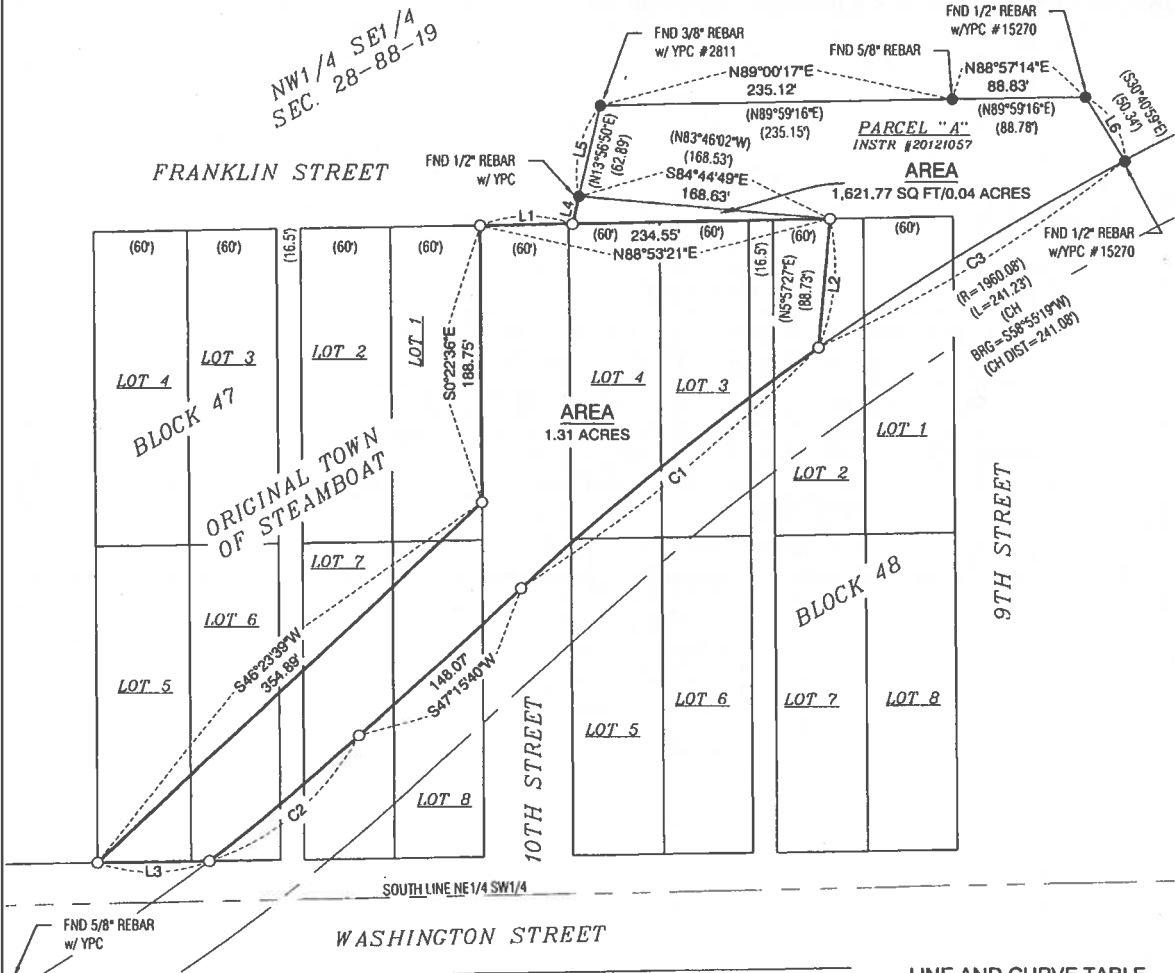 NW1/4 SE1/4
SEC. 28-88-19
FND 3/8" REBAR
w/ YPC #2811
FND 5/8" REBAR
FND 1/2" REBAR
w/YPC #15270
N89°00'17"E
235.12'
(N89°59'16"E)
(235.15')
N88°57'14"E
88.83'
(N89°59'16"E)
(88.78')
(S30°40'59"E)
(50.34')
L6
PARCEL "A"
INSTR #20121057
AREA
1,621.77 SQ FT/0.04 ACRES
L5
(N13°56'50"E)
(62.89')
(N83°46'02"W)
(168.53')
S84°44'49"E
168.63'
FRANKLIN STREET
FND 1/2" REBAR
w/ YPC
L1
L4
FND 1/2" REBAR
w/YPC #15270
(60')
(60')
(16.5')
(60')
(60')
(60')
(60')
234.55'
(60')
(16.5')
(60')
(60')
N88°53'21"E
(N5°57'27"E)
(88.73')
L2
C3
(R=1960.08')
(L=241.23')
(CH
BRG=S58°55'19"W)
(CH DIST=241.08')
LOT 4
LOT 3
LOT 2
LOT 1
S0°22'36"E
188.75'
LOT 4
LOT 3
LOT 2
LOT 1
BLOCK 47
AREA
1.31 ACRES
C1
ORIGINAL TOWN
OF STEAMBOAT
9TH STREET
BLOCK 48
LOT 7
LOT 6
LOT 5
S46°23'39"W
354.89'
148.07'
S47°15'40"W
LOT 8
C2
10TH STREET
LOT 5
LOT 6
LOT 7
LOT 8
L3
SOUTH LINE NE1/4 SW1/4
FND 5/8" REBAR
w/ YPC
WASHINGTON STREET
LINE AND CURVE TABLE